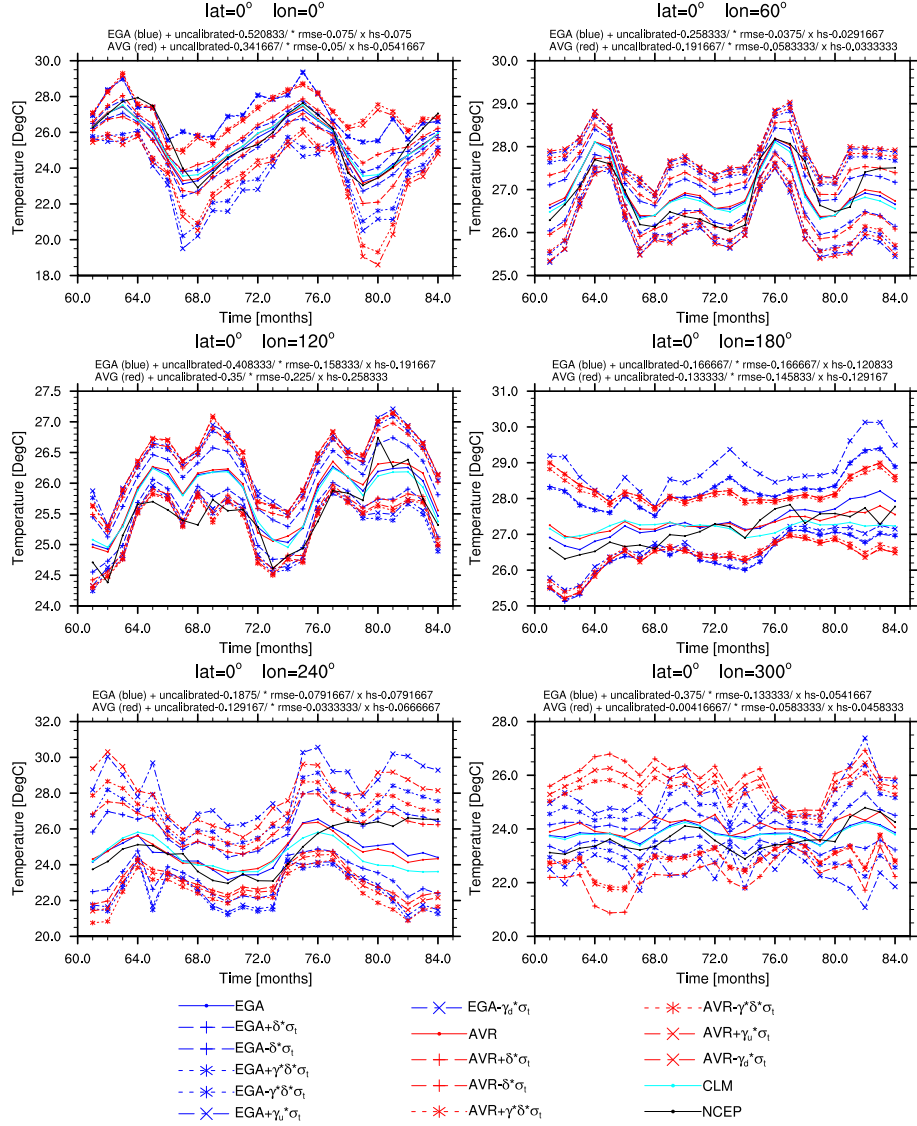 lat=0° lon=0°
EGA (blue) + uncalibrated-0.520833/ * rmse-0.075/ x hs-0.075
AVG (red) + uncalibrated-0.341667/ * rmse-0.05/ x hs-0.0541667
30.0
28.0
26.0
24.0
22.0
20.0
18.0
Temperature [DegC]
60.0 64.0 68.0 72.0 76.0 80.0 84.0
Time [months]
lat=0° lon=60°
EGA (blue) + uncalibrated-0.258333/ * rmse-0.0375/ x hs-0.0291667
AVG (red) + uncalibrated-0.191667/ * rmse-0.0583333/ x hs-0.0333333
30.0
29.0
28.0
27.0
26.0
25.0
Temperature [DegC]
60.0 64.0 68.0 72.0 76.0 80.0 84.0
Time [months]
lat=0° lon=120°
EGA (blue) + uncalibrated-0.408333/ * rmse-0.158333/ x hs-0.191667
AVG (red) + uncalibrated-0.35/ * rmse-0.225/ x hs-0.258333
27.5
27.0
26.5
26.0
25.5
25.0
24.5
24.0
Temperature [DegC]
60.0 64.0 68.0 72.0 76.0 80.0 84.0
Time [months]
lat=0° lon=180°
EGA (blue) + uncalibrated-0.166667/ * rmse-0.166667/ x hs-0.120833
AVG (red) + uncalibrated-0.133333/ * rmse-0.145833/ x hs-0.129167
31.0
30.0
29.0
28.0
27.0
26.0
25.0
Temperature [DegC]
60.0 64.0 68.0 72.0 76.0 80.0 84.0
Time [months]
lat=0° lon=240°
EGA (blue) + uncalibrated-0.1875/ * rmse-0.0791667/ x hs-0.0791667
AVG (red) + uncalibrated-0.129167/ * rmse-0.0333333/ x hs-0.0666667
32.0
30.0
28.0
26.0
24.0
22.0
20.0
Temperature [DegC]
60.0 64.0 68.0 72.0 76.0 80.0 84.0
Time [months]
lat=0° lon=300°
EGA (blue) + uncalibrated-0.375/ * rmse-0.133333/ x hs-0.0541667
AVG (red) + uncalibrated-0.00416667/ * rmse-0.0583333/ x hs-0.0458333
28.0
26.0
24.0
22.0
20.0
Temperature [DegC]
60.0 64.0 68.0 72.0 76.0 80.0 84.0
Time [months]
EGA
EGA+δ*σt
EGA-δ*σt
EGA+γ*δ*σt
EGA-γ*δ*σt
EGA+γu*σt
EGA-γd*σt
AVR
AVR+δ*σt
AVR-δ*σt
AVR+γ*δ*σt
AVR-γ*δ*σt
AVR+γu*σt
AVR-γd*σt
CLM
NCEP